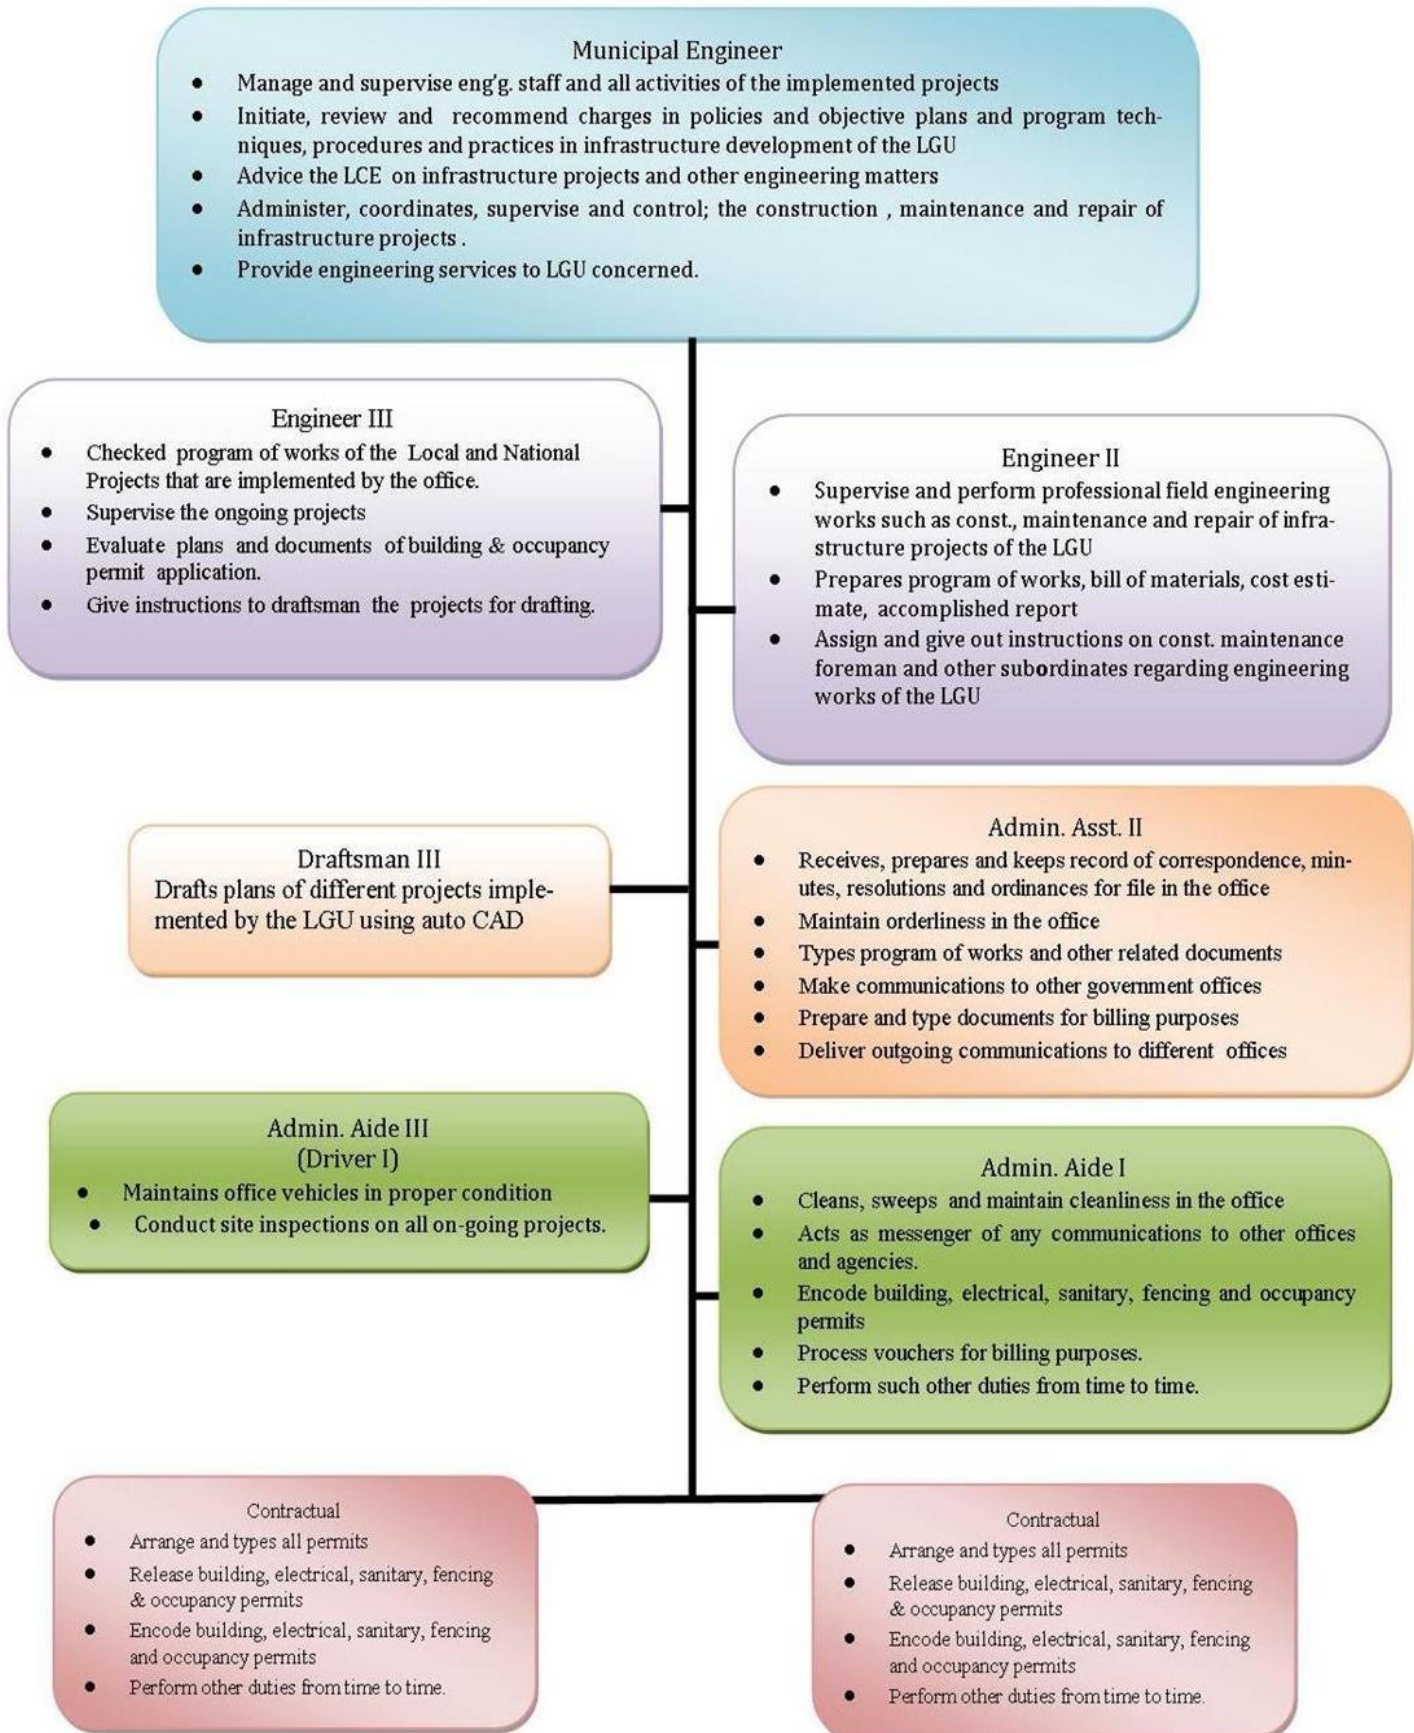 Municipal Engineer
• Manage and supervise eng'g. staff and all activities of the implemented projects
• Initiate, review and recommend charges in policies and objective plans and program tech-
niques, procedures and practices in infrastructure development of the LGU
• Advice the LCE on infrastructure projects and other engineering matters
• Administer, coordinates, supervise and control; the construction , maintenance and repair of
infrastructure projects .
• Provide engineering services to LGU concerned.
Engineer III
• Checked program of works of the Local and National
Projects that are implemented by the office.
• Supervise the ongoing projects
• Evaluate plans and documents of building & occupancy
permit application.
• Give instructions to draftsman the projects for drafting.
Engineer II
• Supervise and perform professional field engineering
works such as const., maintenance and repair of infra-
structure projects of the LGU
• Prepares program of works, bill of materials, cost esti-
mate, accomplished report
• Assign and give out instructions on const. maintenance
foreman and other subordinates regarding engineering
works of the LGU
Draftsman III
Drafts plans of different projects imple-
mented by the LGU using auto CAD
Admin. Asst. II
• Receives, prepares and keeps record of correspondence, min-
utes, resolutions and ordinances for file in the office
• Maintain orderliness in the office
• Types program of works and other related documents
• Make communications to other government offices
• Prepare and type documents for billing purposes
• Deliver outgoing communications to different offices
Admin. Aide III
(Driver I)
• Maintains office vehicles in proper condition
• Conduct site inspections on all on-going projects.
Admin. Aide I
• Cleans, sweeps and maintain cleanliness in the office
• Acts as messenger of any communications to other offices
and agencies.
• Encode building, electrical, sanitary, fencing and occupancy
permits
• Process vouchers for billing purposes.
• Perform such other duties from time to time.
Contractual
• Arrange and types all permits
• Release building, electrical, sanitary, fencing
& occupancy permits
• Encode building, electrical, sanitary, fencing
and occupancy permits
• Perform other duties from time to time.
Contractual
• Arrange and types all permits
• Release building, electrical, sanitary, fencing
& occupancy permits
• Encode building, electrical, sanitary, fencing
and occupancy permits
• Perform other duties from time to time.